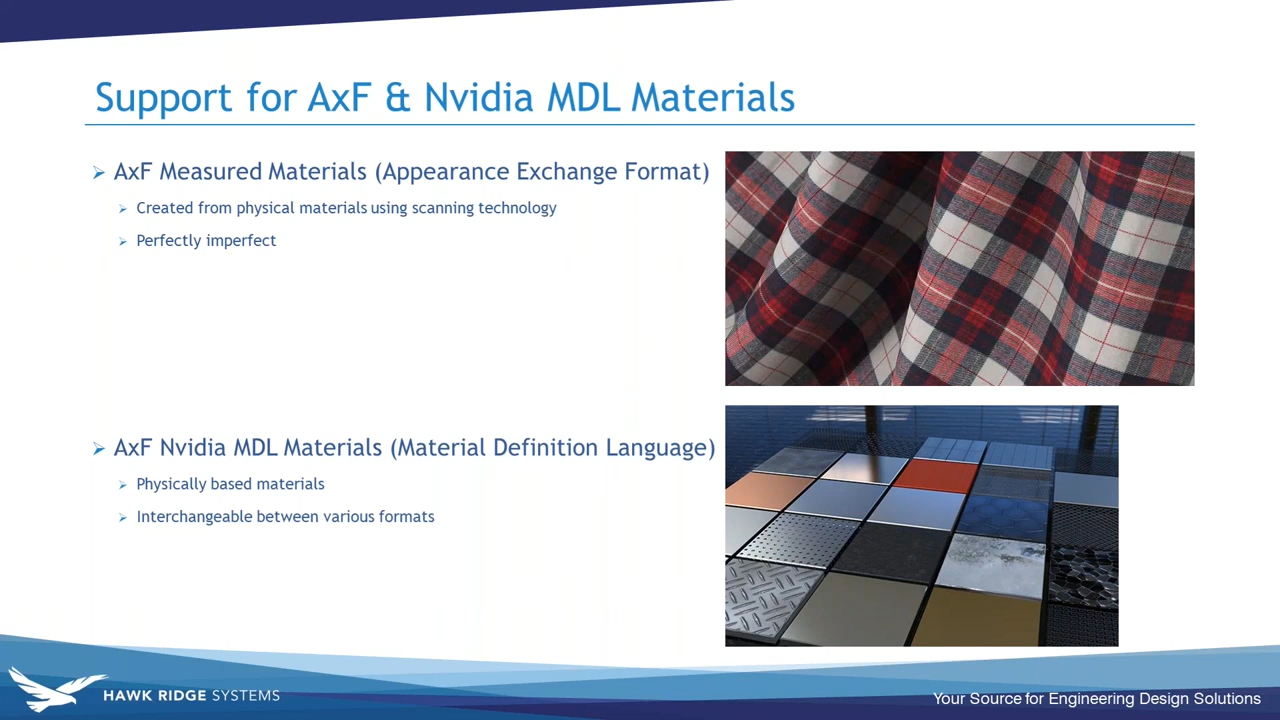 Support for AxF & Nvidia MDL Materials
AxF Measured Materials (Appearance Exchange Format)
Created from physical materials using scanning technology
Perfectly imperfect
AxF Nvidia MDL Materials (Material Definition Language)
Physically based materials
Interchangeable between various formats
HAWK RIDGE SYSTEMS
Your Source for Engineering Design Solutions